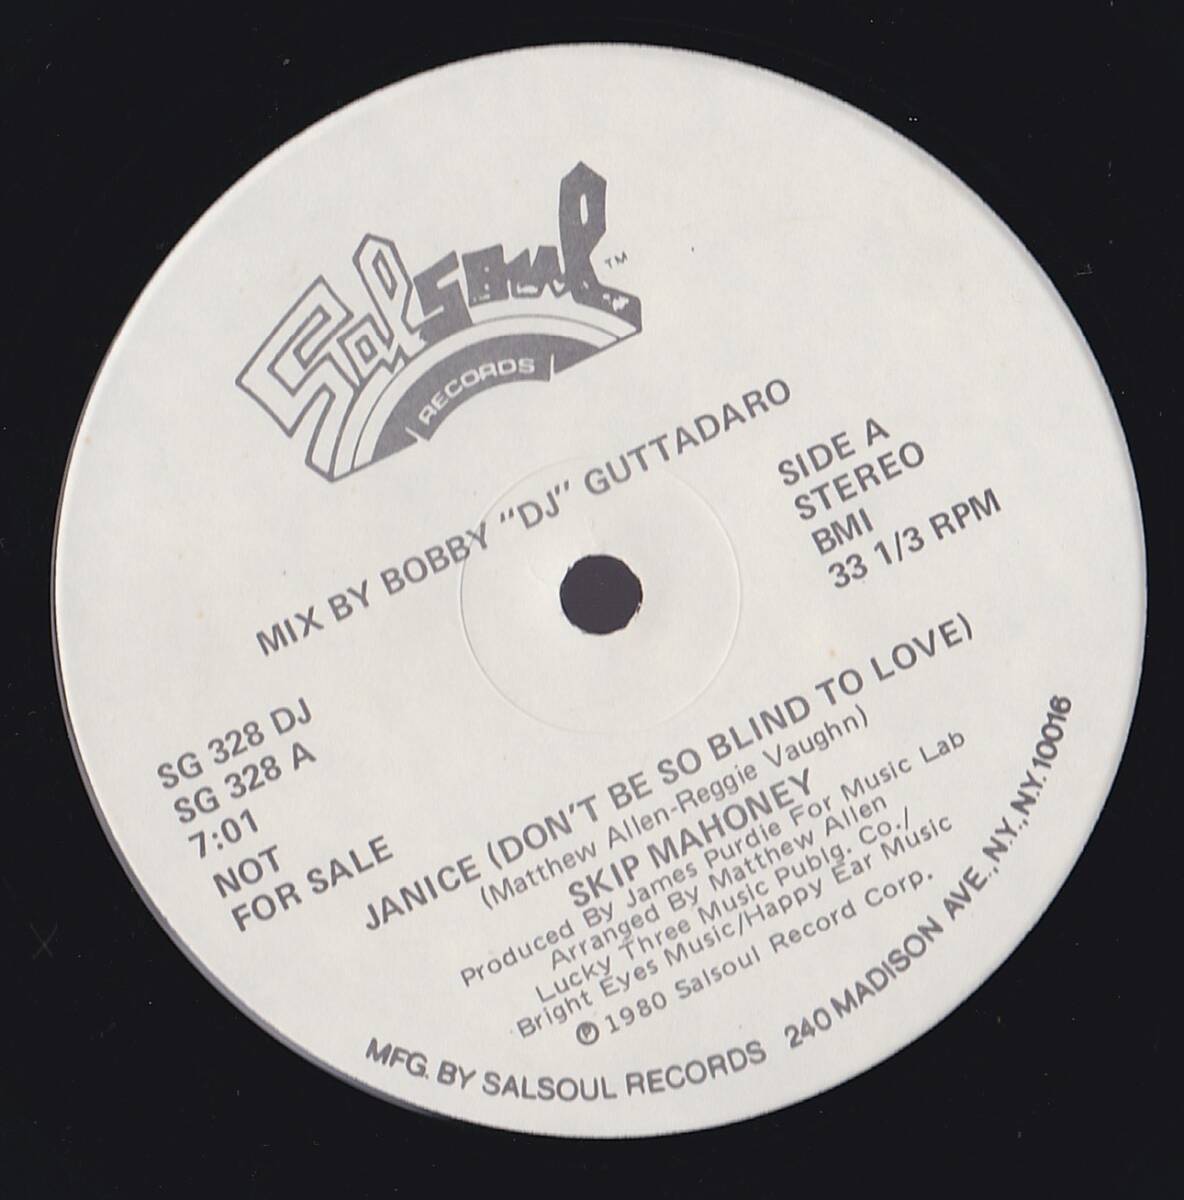 Salsoul TM
RECORDS
MIX BY BOBBY "DJ" GUTTADARO
SIDE A
STEREO
BMI
33 1/3 RPM
SG 328 DJ
SG 328 A
7:01
NOT
FOR SALE
JANICE (DON'T BE SO BLIND TO LOVE)
(Matthew Allen-Reggie Vaughn)
SKIP MAHONEY
Produced By James Purdie For Music Lab
Arranged By Matthew Allen
Lucky Three Music Publg. Co./
Bright Eyes Music/Happy Ear Music
℗ 1980 Salsoul Record Corp.
MFG. BY SALSOUL RECORDS 240 MADISON AVE., N.Y., N.Y. 10016